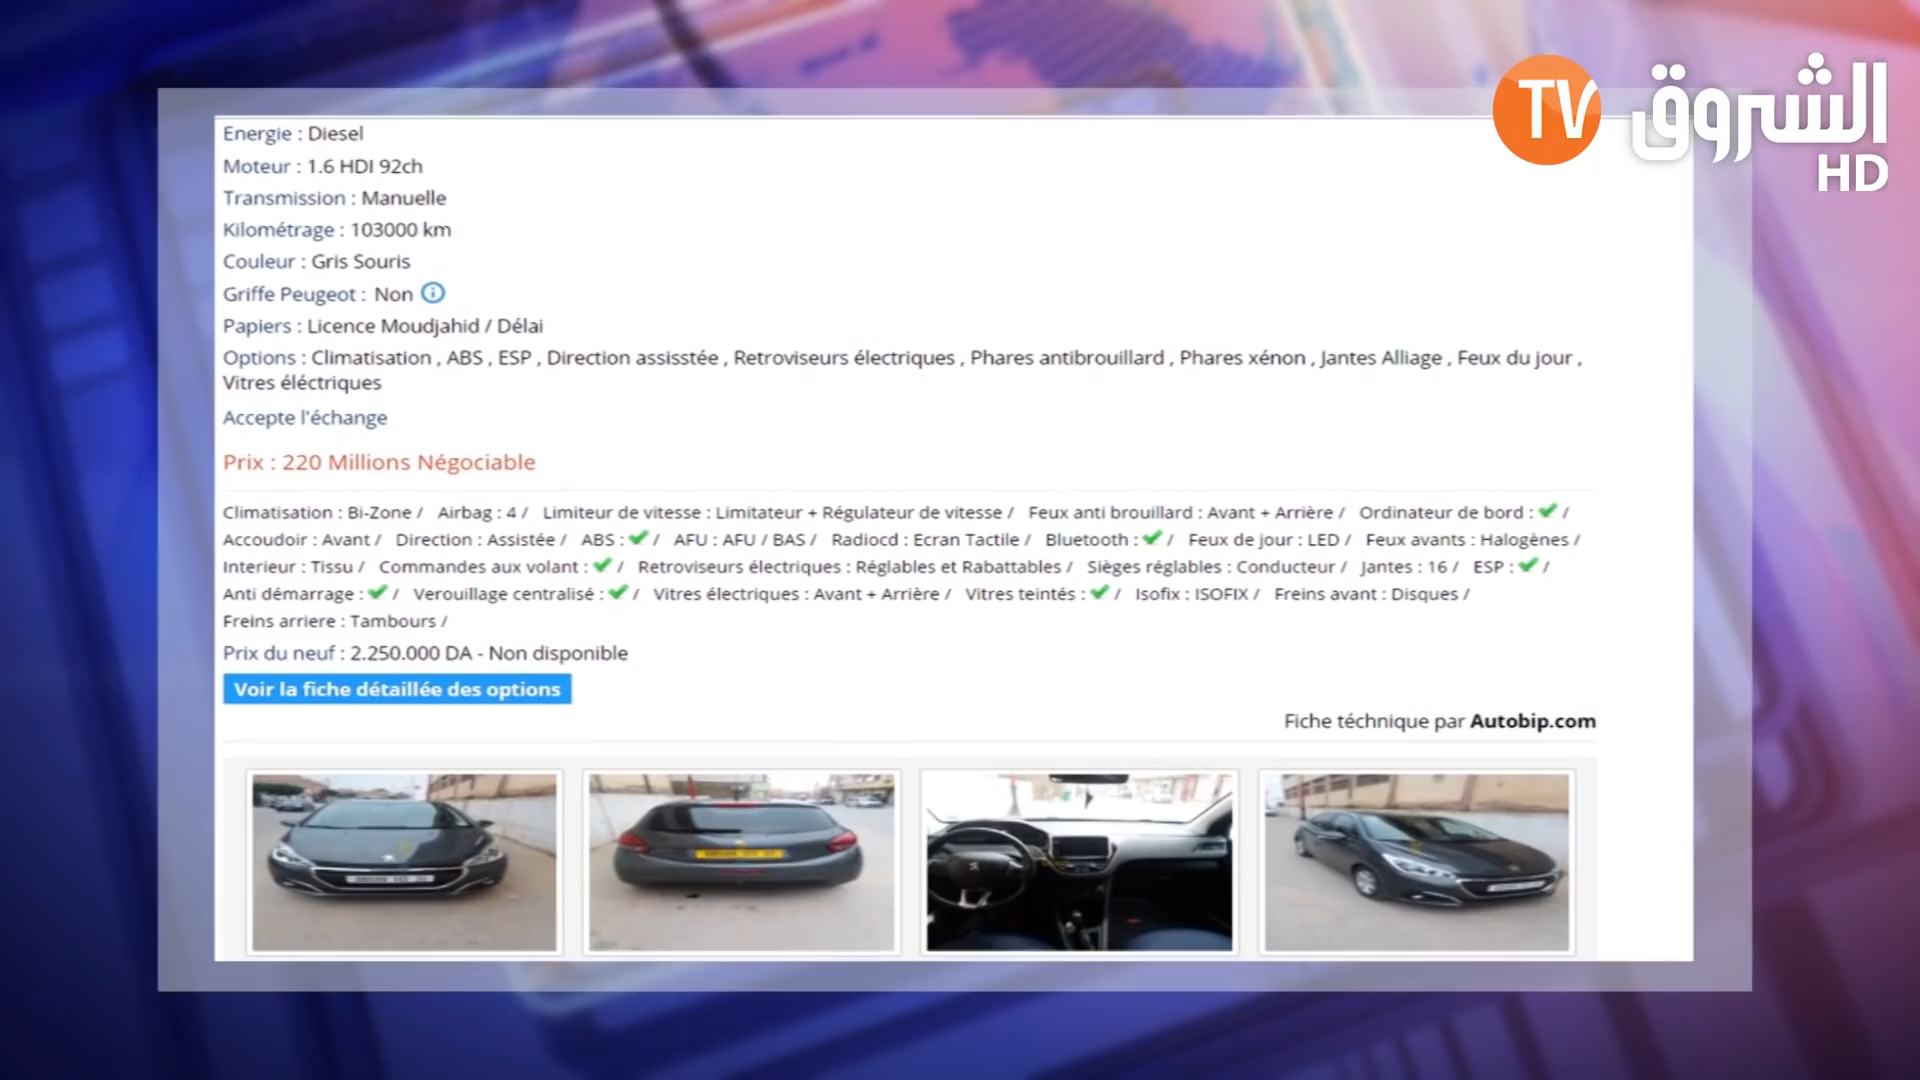 TV الشروق
HD
Energie : Diesel
Moteur : 1.6 HDI 92ch
Transmission : Manuelle
Kilométrage : 103000 km
Couleur : Gris Souris
Griffe Peugeot : Non
Papiers : Licence Moudjahid / Délai
Options : Climatisation , ABS , ESP , Direction assisstée , Retroviseurs électriques , Phares antibrouillard , Phares xénon , Jantes Alliage , Feux du jour ,
Vitres éléctriques
Accepte l'échange
Prix : 220 Millions Négociable
Climatisation : Bi-Zone / Airbag : 4 / Limiteur de vitesse : Limitateur + Régulateur de vitesse / Feux anti brouillard : Avant + Arrière / Ordinateur de bord : ✔ /
Accoudoir : Avant / Direction : Assistée / ABS : ✔ / AFU : AFU / BAS / Radiocd : Ecran Tactile / Bluetooth : ✔ / Feux de jour : LED / Feux avants : Halogènes /
Interieur : Tissu / Commandes aux volant : ✔ / Retroviseurs électriques : Réglables et Rabattables / Sièges réglables : Conducteur / Jantes : 16 / ESP : ✔ /
Anti démarrage : ✔ / Verouillage centralisé : ✔ / Vitres électriques : Avant + Arrière / Vitres teintés : ✔ / Isofix : ISOFIX / Freins avant : Disques /
Freins arriere : Tambours /
Prix du neuf : 2.250.000 DA - Non disponible
Voir la fiche détaillée des options
Fiche téchnique par Autobip.com